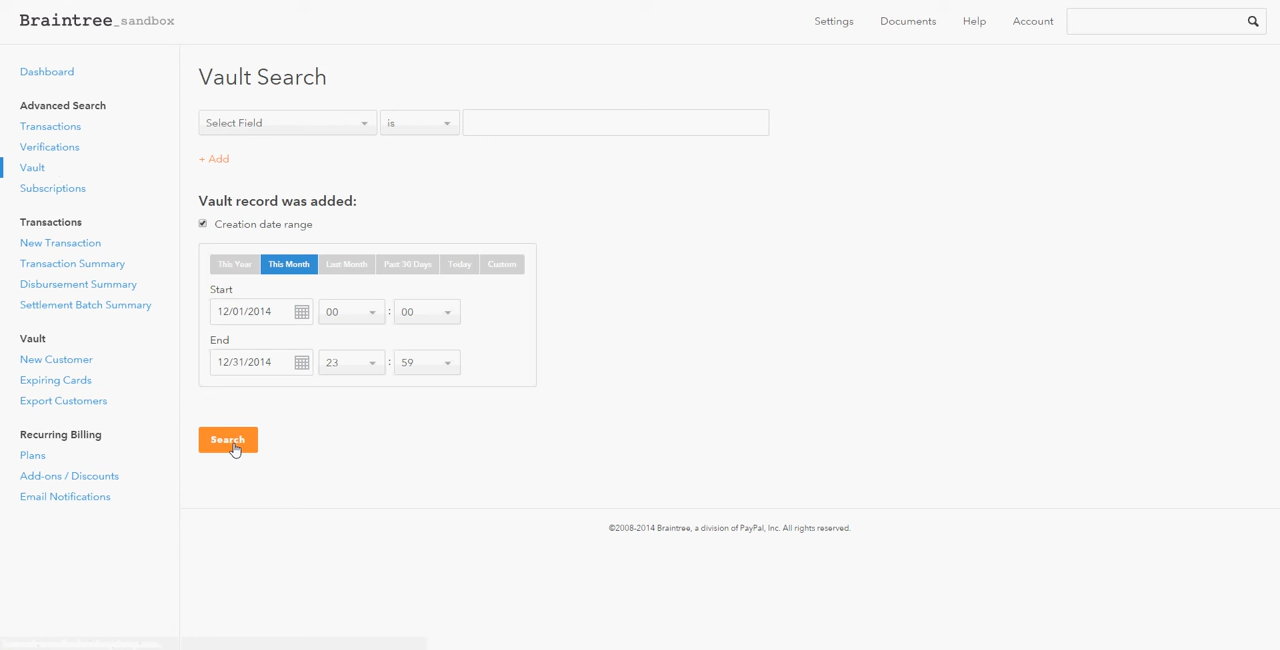 Braintree_sandbox
Settings Documents Help Account
Dashboard
Advanced Search
Transactions
Verifications
Vault
Subscriptions
Transactions
New Transaction
Transaction Summary
Disbursement Summary
Settlement Batch Summary
Vault
New Customer
Expiring Cards
Export Customers
Recurring Billing
Plans
Add-ons / Discounts
Email Notifications
Vault Search
Select Field is
+ Add
Vault record was added:
Creation date range
This Year This Month Last Month Past 30 Days Today Custom
Start
12/01/2014 00 : 00
End
12/31/2014 23 : 59
Search
©2008-2014 Braintree, a division of PayPal, Inc. All rights reserved.